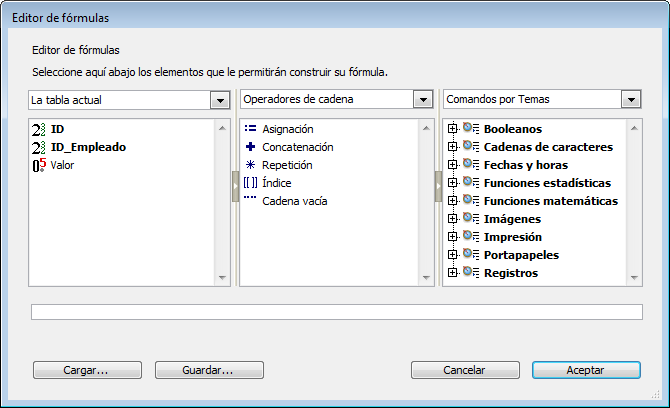 Editor de fórmulas
Editor de fórmulas
Seleccione aquí abajo los elementos que le permitirán construir su fórmula.
La tabla actual
ID
ID_Empleado
Valor
Operadores de cadena
Asignación
Concatenación
Repetición
Índice
Cadena vacía
Comandos por Temas
Booleanos
Cadenas de caracteres
Fechas y horas
Funciones estadísticas
Funciones matemáticas
Imágenes
Impresión
Portapapeles
Registros
Cargar...
Guardar...
Cancelar
Aceptar